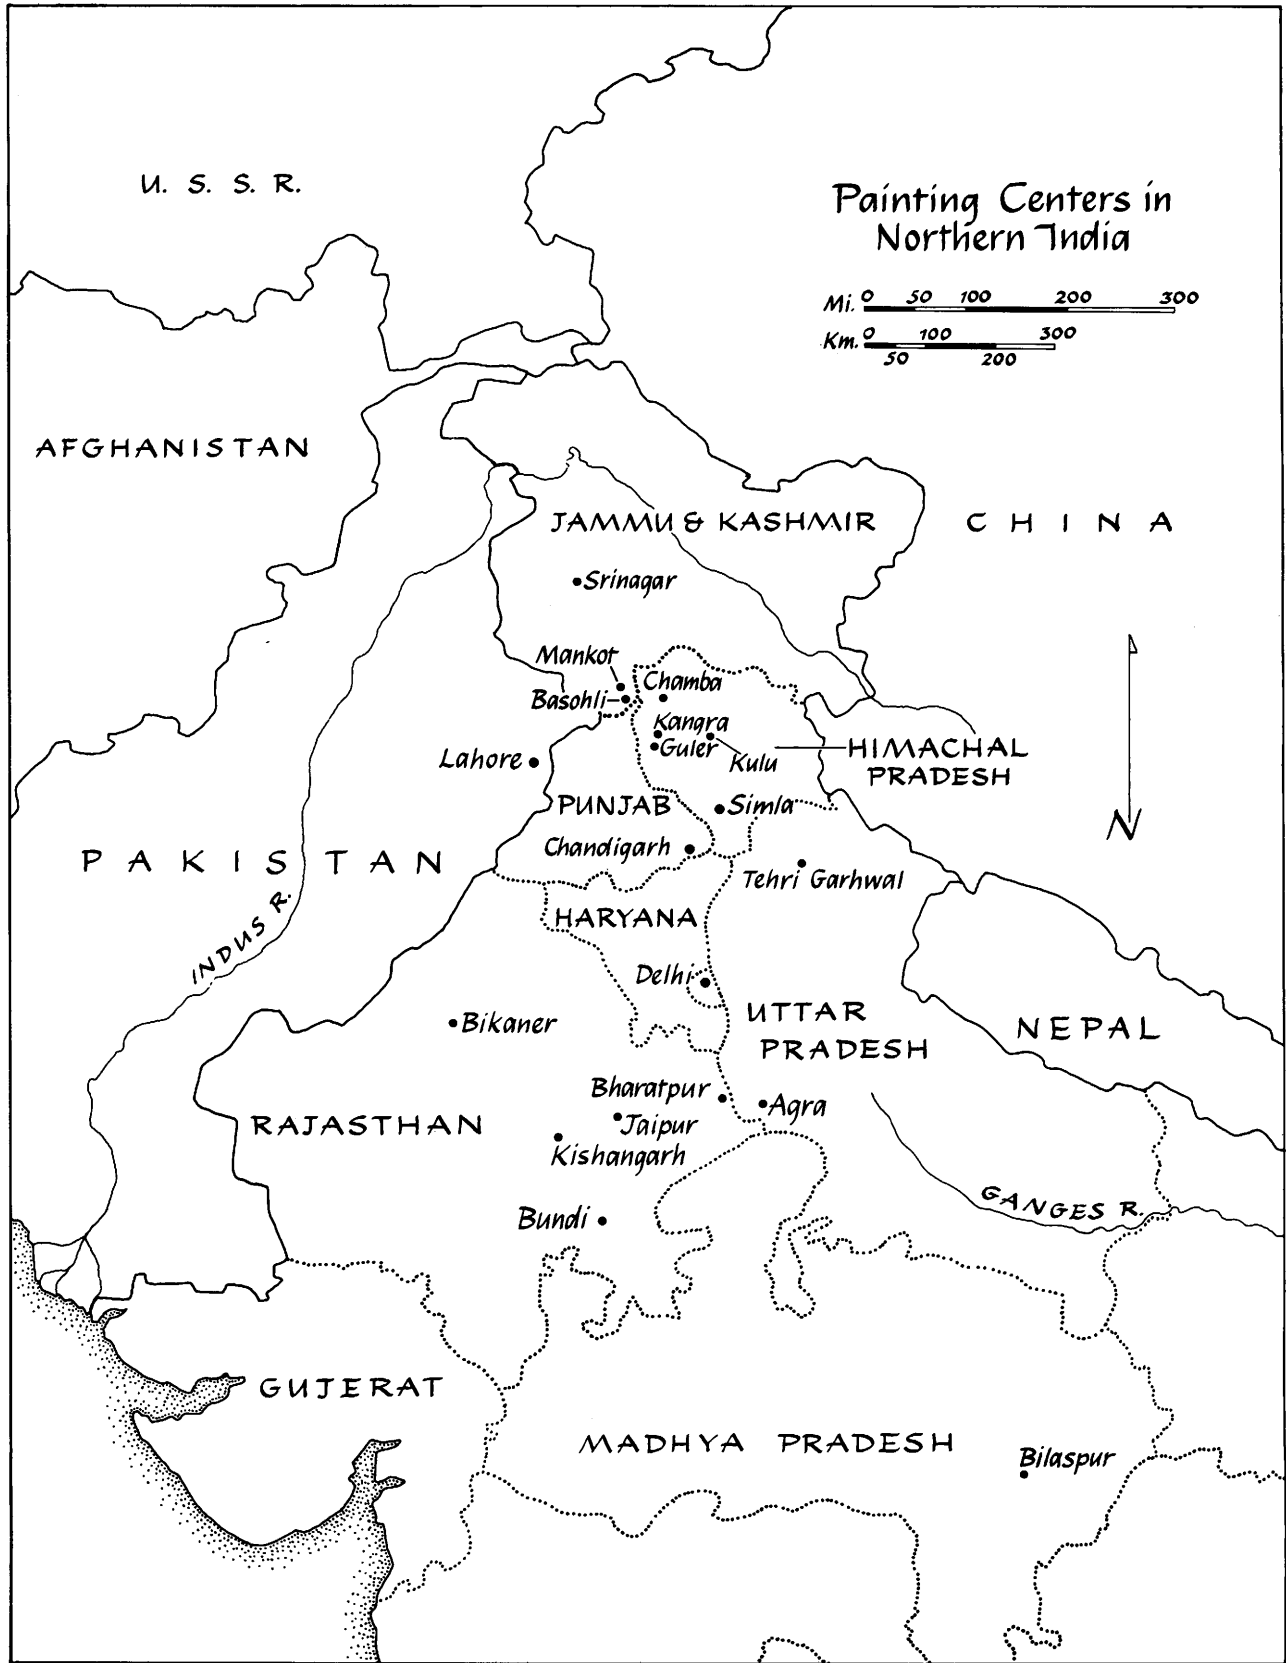 U. S. S. R.
Painting Centers in
Northern India
Mi. 0 50 100 200 300
Km. 0 100 300
50 200
AFGHANISTAN
JAMMU & KASHMIR
CHINA
Srinagar
Mankot
Chamba
Basohli
Kangra
Guler
Kulu
HIMACHAL
PRADESH
Lahore
PUNJAB
Simla
N
Chandigarh
PAKISTAN
Tehri Garhwal
INDUS R.
HARYANA
Delhi
UTTAR
PRADESH
NEPAL
Bikaner
Bharatpur
Agra
RAJASTHAN
Jaipur
Kishangarh
GANGES R.
Bundi
GUJERAT
MADHYA PRADESH
Bilaspur